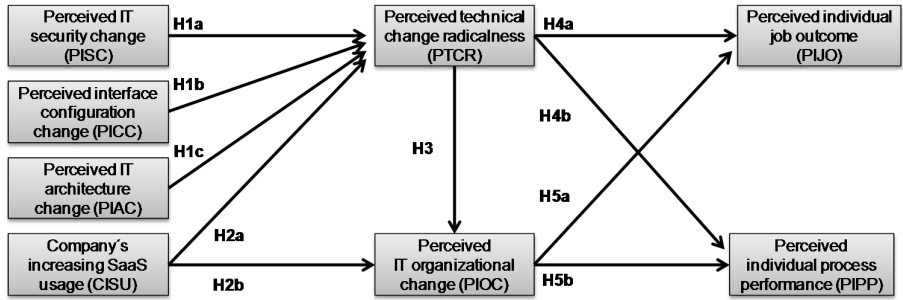 Perceived IT
security change
(PISC)
H1a
Perceived technical
change radicalness
(PTCR)
H4a
Perceived individual
job outcome
(PIJO)
Perceived interface
configuration
change (PICC)
H1b
H4b
Perceived IT
architecture
change (PIAC)
H1c
H3
H5a
Company´s
increasing SaaS
usage (CISU)
H2a
H2b
Perceived
IT organizational
change (PIOC)
H5b
Perceived
individual process
performance (PIPP)